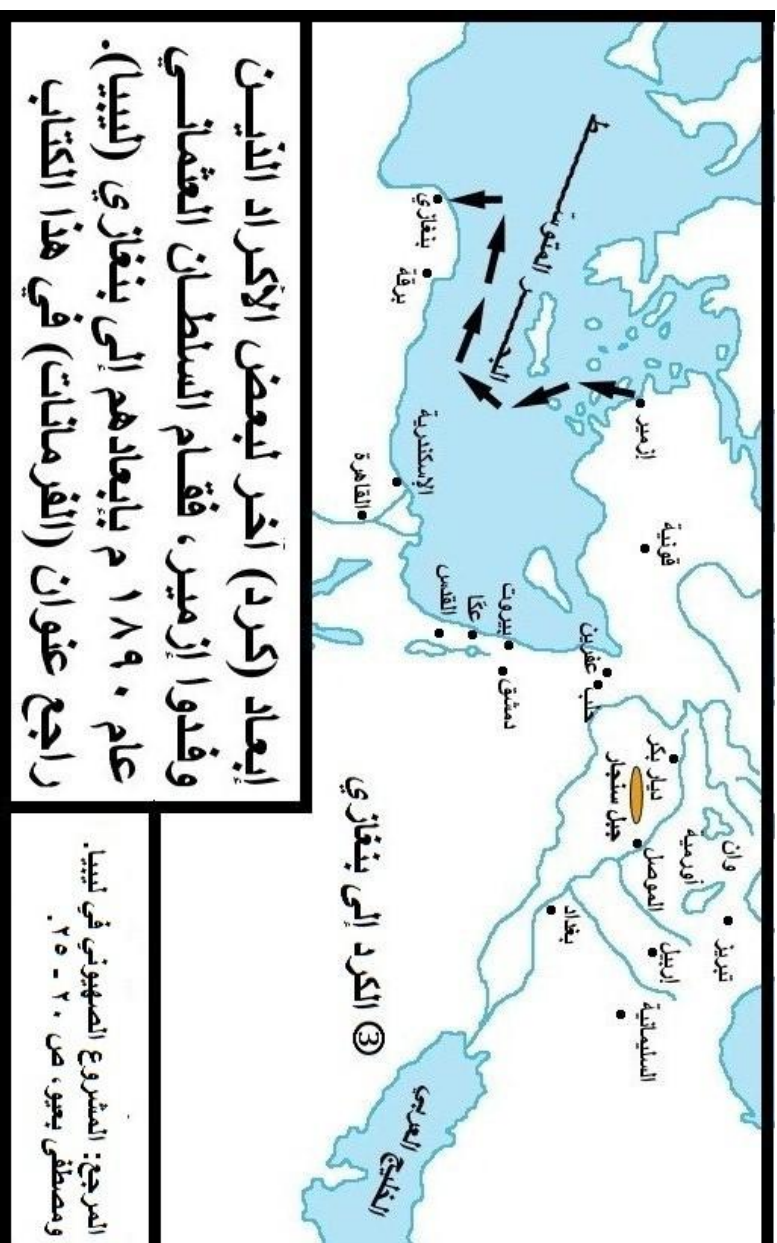 إزمير
قونية
عفرين
حلب
ديار بكر
جبل سنجار
الموصل
وان
أورمية
تبريز
إربيل
السليمانية
بغداد
البحر المتوسط
بيروت
دمشق
عكا
القدس
الإسكندرية
القاهرة
بنغازي
برقة
الخليج العربي
③ الكرد إلى بنغازي
إبعاد (كرد) آخر لبعض الأكراد الذين
وفدوا إزمير، فقام السلطان العثماني
عام ١٨٩٠ م بإبعادهم إلى بنغازي (ليبيا).
راجع عنوان (الفرمانات) في هذا الكتاب
المرجع: المشروع الصهيوني في ليبيا.
ومصطفى بعيو، ص ٢٠ - ٢٥.